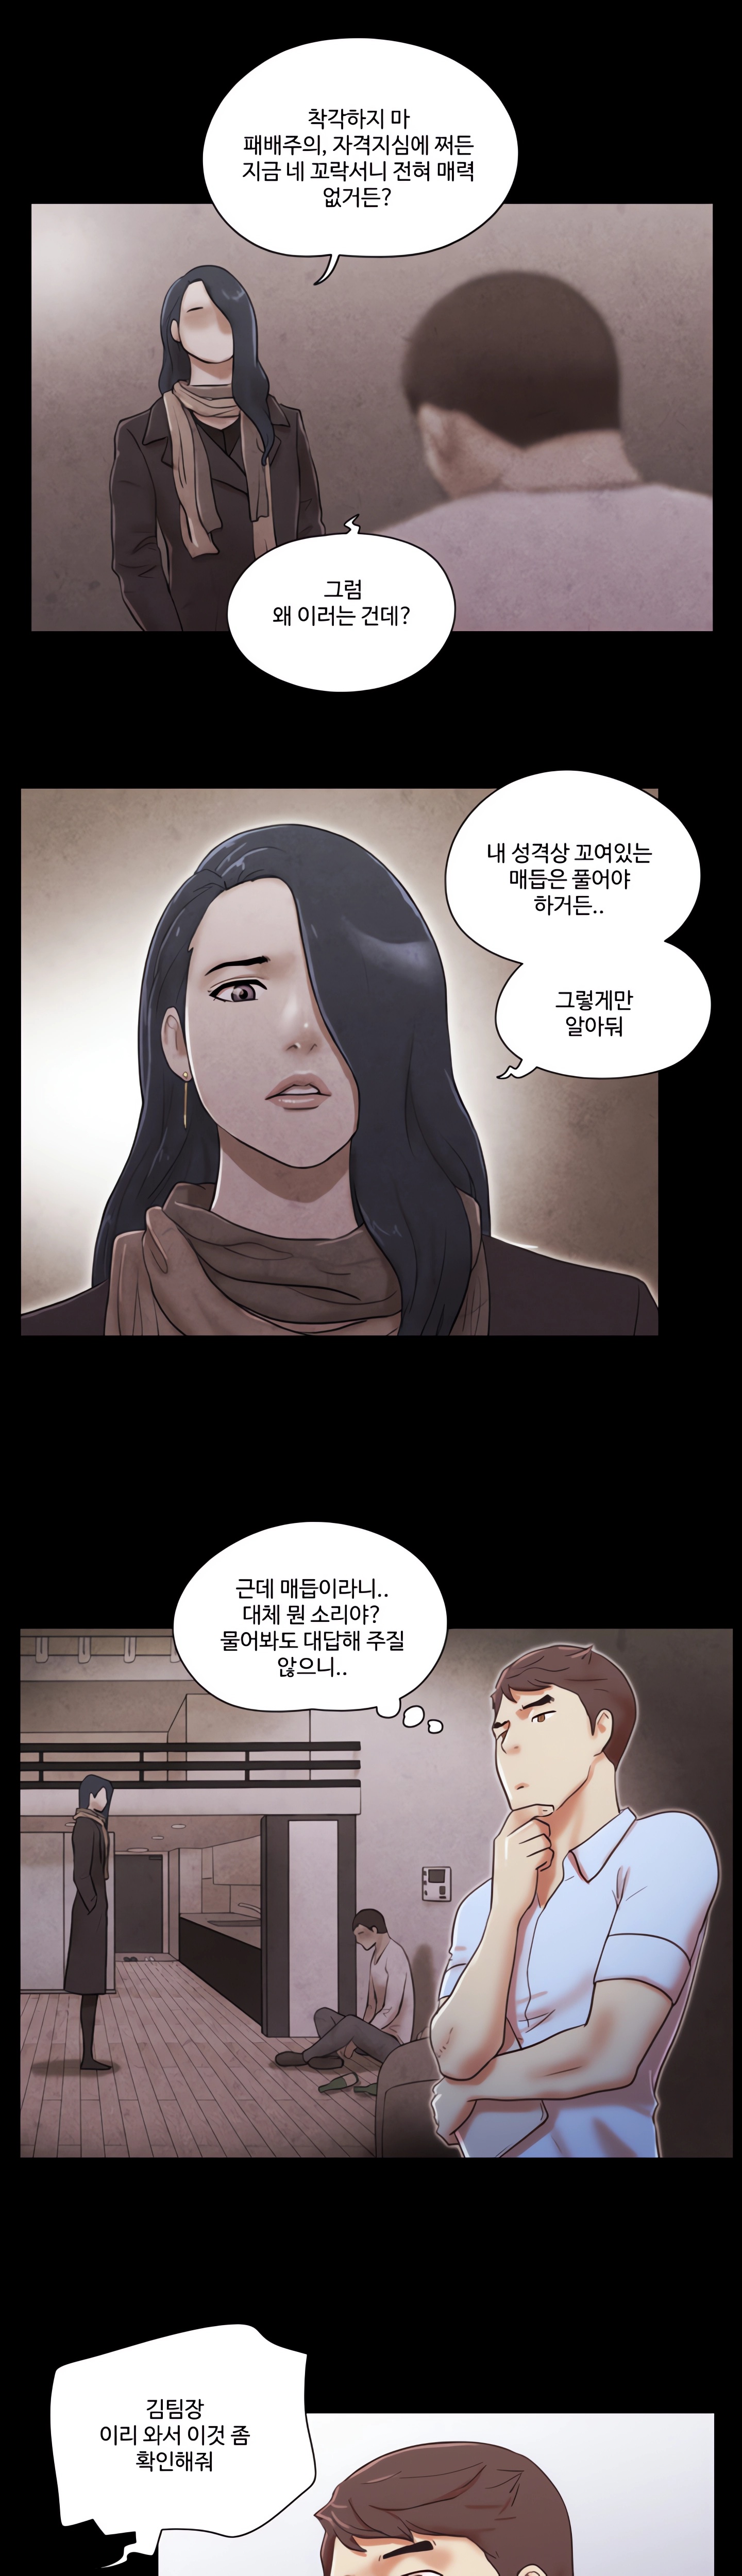 착각하지 마
패배주의, 자격지심에 쩌든
지금 네 꼬락서니 전혀 매력
없거든?
그럼
왜 이러는 건데?
내 성격상 꼬여있는
매듭은 풀어야
하거든..
그렇게만
알아둬
근데 매듭이라니..
대체 뭔 소리야?
물어봐도 대답해 주질
않으니..
김팀장
이리 와서 이것 좀
확인해줘